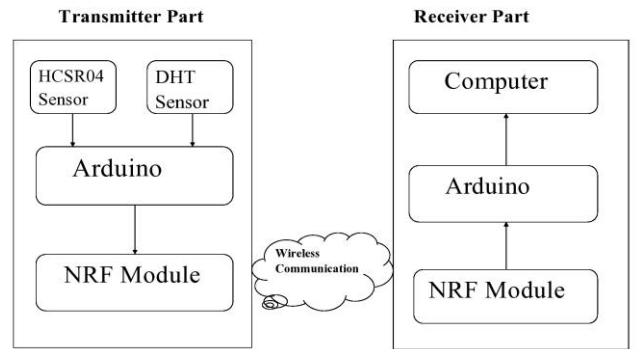 Transmitter Part
HCSR04
Sensor
DHT
Sensor
Arduino
NRF Module
Wireless
Communication
Receiver Part
Computer
Arduino
NRF Module